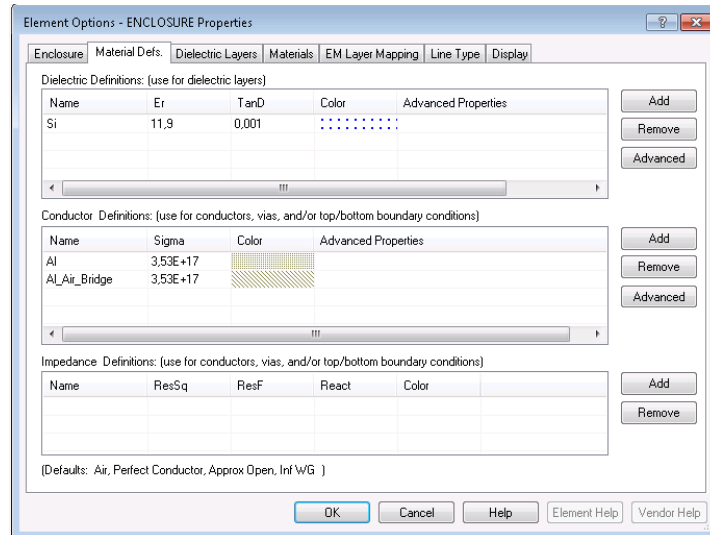 Element Options - ENCLOSURE Properties
Enclosure Material Defs. Dielectric Layers Materials EM Layer Mapping Line Type Display
Dielectric Definitions: (use for dielectric layers)
Name Er TanD Color Advanced Properties
Si 11,9 0,001
Add
Remove
Advanced
Conductor Definitions: (use for conductors, vias, and/or top/bottom boundary conditions)
Name Sigma Color Advanced Properties
Al 3,53E+17
Al_Air_Bridge 3,53E+17
Add
Remove
Advanced
Impedance Definitions: (use for conductors, vias, and/or top/bottom boundary conditions)
Name ResSq ResF React Color
Add
Remove
(Defaults: Air, Perfect Conductor, Approx Open, Inf WG )
OK Cancel Help Element Help Vendor Help